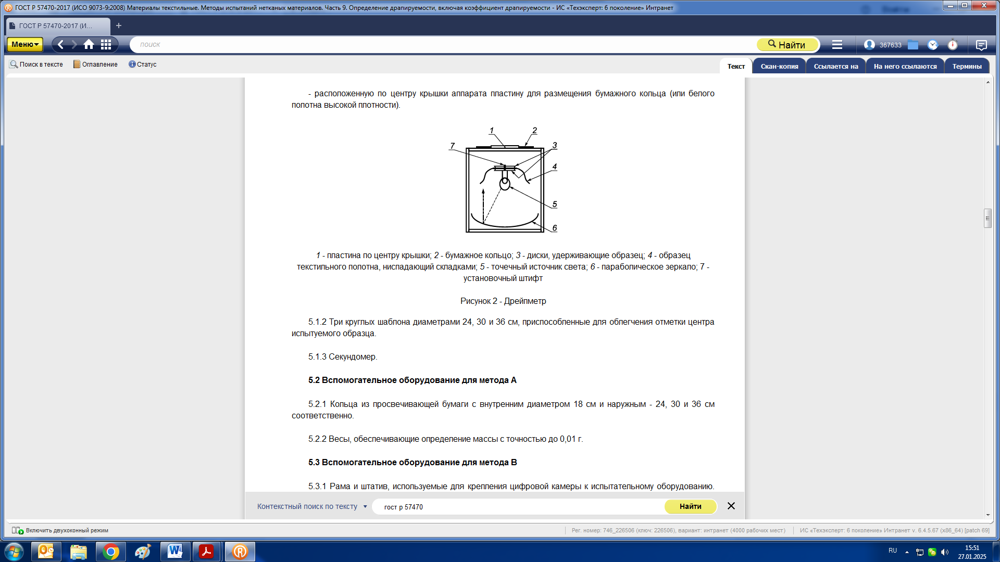 ГОСТ Р 57470-2017 (ИСО 9073-9:2008) Материалы текстильные. Методы испытаний нетканых материалов. Часть 9. Определение драпируемости, включая коэффициент драпируемости - ИС «Техэксперт: 6 поколение» Интранет
ГОСТ Р 57470-2017 (И...
Меню
поиск
Найти
367633
Поиск в тексте
Оглавление
Статус
Текст
Скан-копия
Ссылается на
На него ссылаются
Термины
- расположенную по центру крышки аппарата пластину для размещения бумажного кольца (или белого
полотна высокой плотности).
1
2
7
3
4
5
6
1 - пластина по центру крышки; 2 - бумажное кольцо; 3 - диски, удерживающие образец; 4 - образец
текстильного полотна, ниспадающий складками; 5 - точечный источник света; 6 - параболическое зеркало; 7 -
установочный штифт
Рисунок 2 - Дрейпметр
5.1.2 Три круглых шаблона диаметрами 24, 30 и 36 см, приспособленные для облегчения отметки центра
испытуемого образца.
5.1.3 Секундомер.
5.2 Вспомогательное оборудование для метода А
5.2.1 Кольца из просвечивающей бумаги с внутренним диаметром 18 см и наружным - 24, 30 и 36 см
соответственно.
5.2.2 Весы, обеспечивающие определение массы с точностью до 0,01 г.
5.3 Вспомогательное оборудование для метода В
5.3.1 Рама и штатив, используемые для крепления цифровой камеры к испытательному оборудованию.
Контекстный поиск по тексту
гост р 57470
Найти
Включить двухоконный режим
Рег. номер: 746_226506 (ключ: 226506), вариант: интранет (4000 рабочих мест)
ИС «Техэксперт: 6 поколение» Интранет v. 6.4.5.67 (x86_64) [patch 69]
RU
15:51
27.01.2025